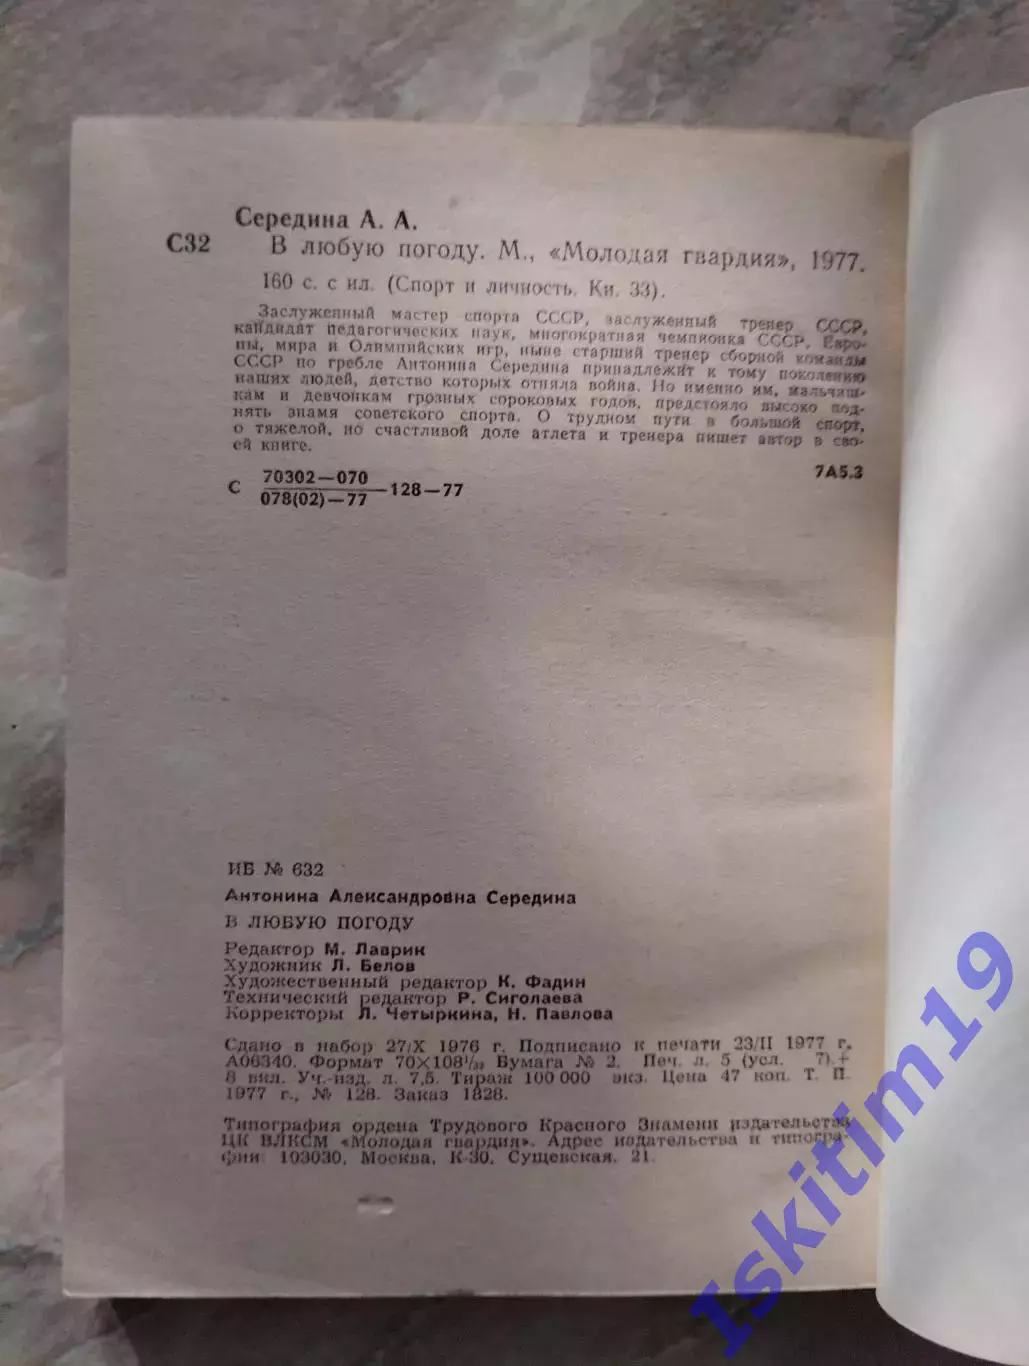 Середина А. А.
С32 В любую погоду. М., «Молодая гвардия», 1977.
160 с. с ил. (Спорт и личность. Кн. 33).
Заслуженный мастер спорта СССР, заслуженный тренер СССР,
кандидат педагогических наук, многократная чемпионка СССР, Евро-
пы, мира и Олимпийских игр, ныне старший тренер сборной команды
СССР по гребле Антонина Середина принадлежит к тому поколению
наших людей, детство которых отняла война. Но именно им, мальчиш-
кам и девчонкам грозных сороковых годов, предстояло высоко под-
нять знамя советского спорта. О трудном пути в большой спорт,
о тяжелой, но счастливой доле атлета и тренера пишет автор в сво-
ей книге.
С 70302—070
078(02)—77 —128—77
7А5.3
ИБ № 632
Антонина Александровна Середина
В ЛЮБУЮ ПОГОДУ
Редактор М. Лаврик
Художник Л. Белов
Художественный редактор К. Фадин
Технический редактор Р. Сиголаева
Корректоры Л. Четыркина, Н. Павлова
Сдано в набор 27/X 1976 г. Подписано к печати 23/II 1977 г.
А06340. Формат 70×108¹/₃₂ Бумага № 2. Печ. л. 5 (усл. 7).+
8 вкл. Уч.-изд. л. 7,5. Тираж 100 000 экз. Цена 47 коп. Т. П.
1977 г., № 128. Заказ 1828.
Типография ордена Трудового Красного Знамени издательства
ЦК ВЛКСМ «Молодая гвардия». Адрес издательства и типогра-
фии: 103030, Москва, К-30, Сущевская, 21.
Iskitim19